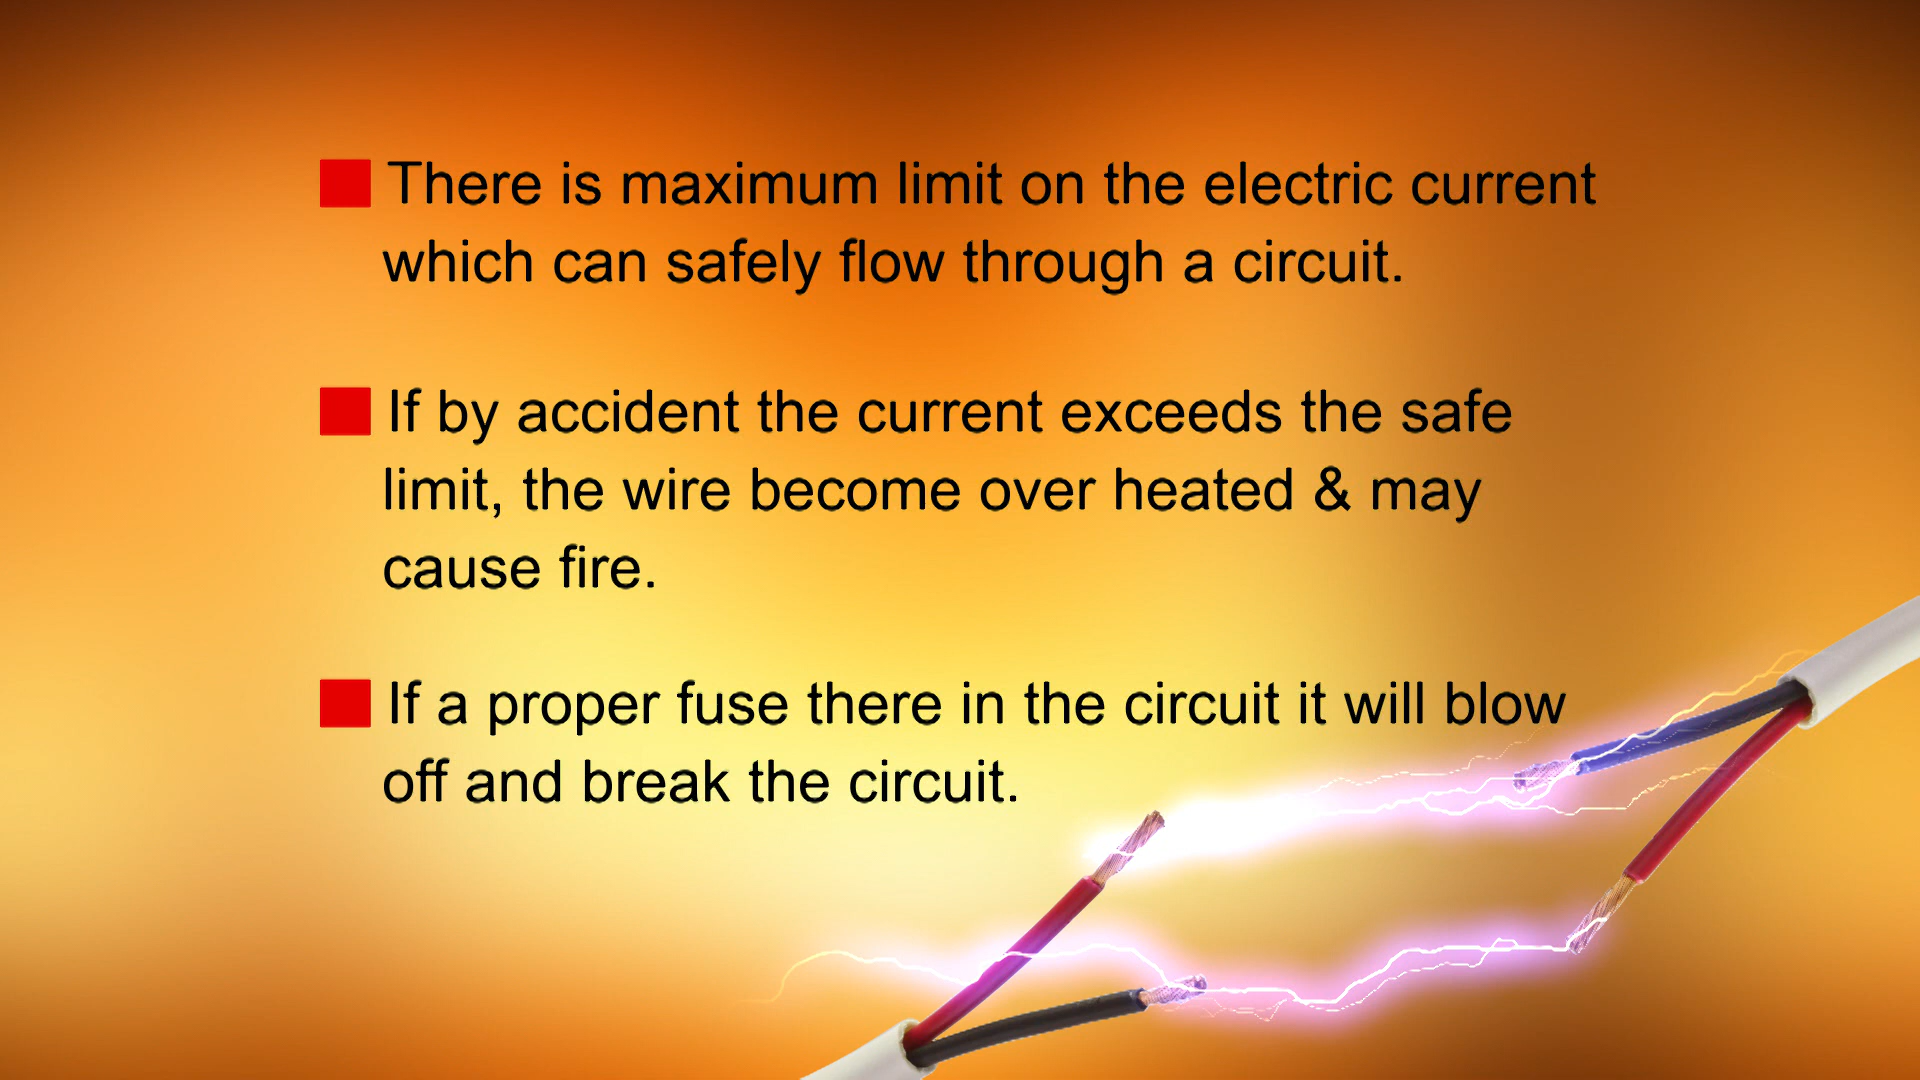 There is maximum limit on the electric current
which can safely flow through a circuit.
If by accident the current exceeds the safe
limit, the wire become over heated & may
cause fire.
If a proper fuse there in the circuit it will blow
off and break the circuit.